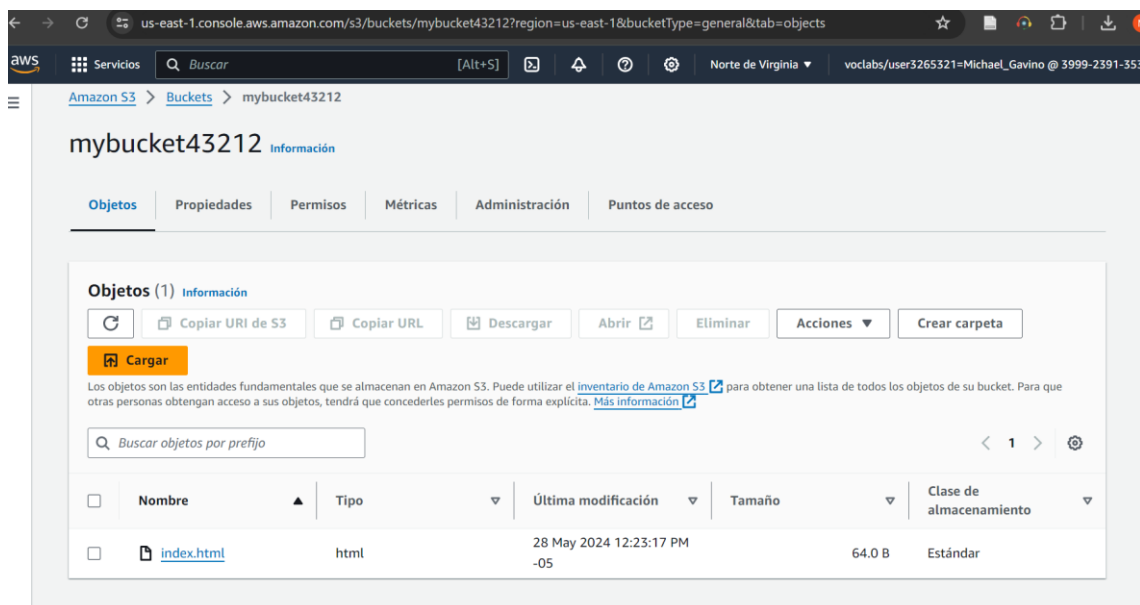 us-east-1.console.aws.amazon.com/s3/buckets/mybucket43212?region=us-east-1&bucketType=general&tab=objects
aws Servicios Buscar [Alt+S] Norte de Virginia voclabs/user3265321=Michael_Gavino @ 3999-2391-353
Amazon S3 > Buckets > mybucket43212
mybucket43212 Información
Objetos Propiedades Permisos Métricas Administración Puntos de acceso
Objetos (1) Información
Copiar URI de S3 Copiar URL Descargar Abrir Eliminar Acciones Crear carpeta
Cargar
Los objetos son las entidades fundamentales que se almacenan en Amazon S3. Puede utilizar el inventario de Amazon S3 para obtener una lista de todos los objetos de su bucket. Para que
otras personas obtengan acceso a sus objetos, tendrá que concederles permisos de forma explícita. Más información
Buscar objetos por prefijo < 1 >
Nombre Tipo Última modificación Tamaño Clase de
almacenamiento
index.html html 28 May 2024 12:23:17 PM
-05 64.0 B Estándar